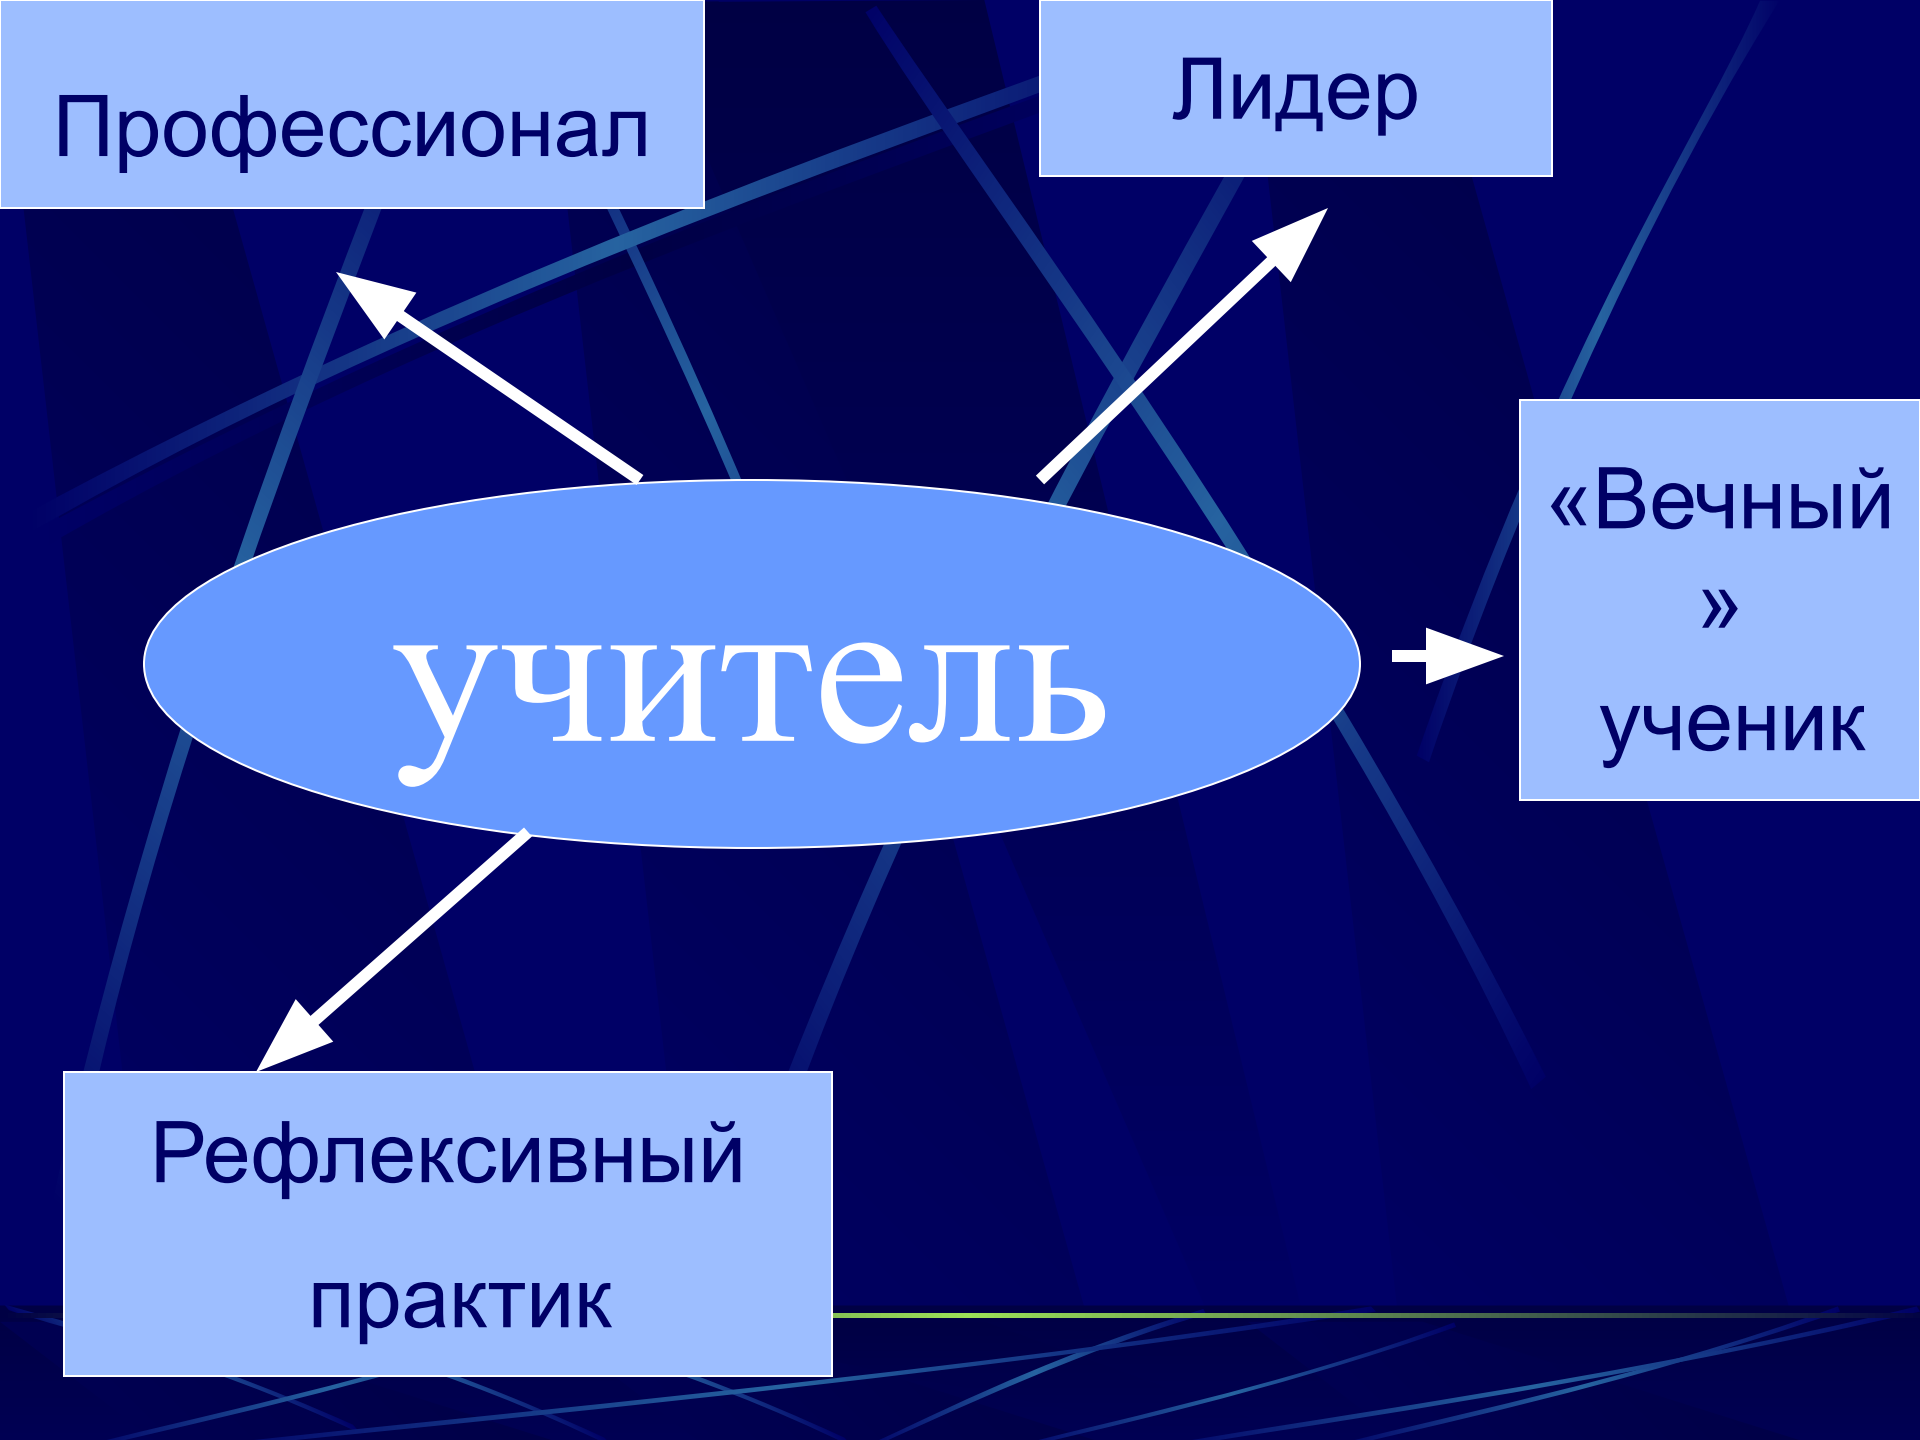 Профессионал
Лидер
«Вечный
»
ученик
учитель
Рефлексивный
практик